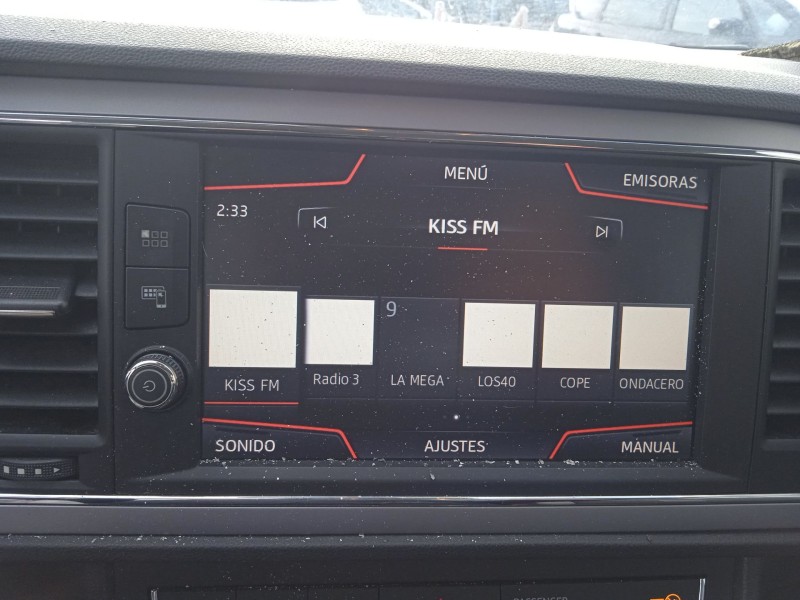 MENÚ
EMISORAS
2:33
KISS FM
9
KISS FM
Radio 3
LA MEGA
LOS40
COPE
ONDACERO
SONIDO
AJUSTES
MANUAL
PASSENGER